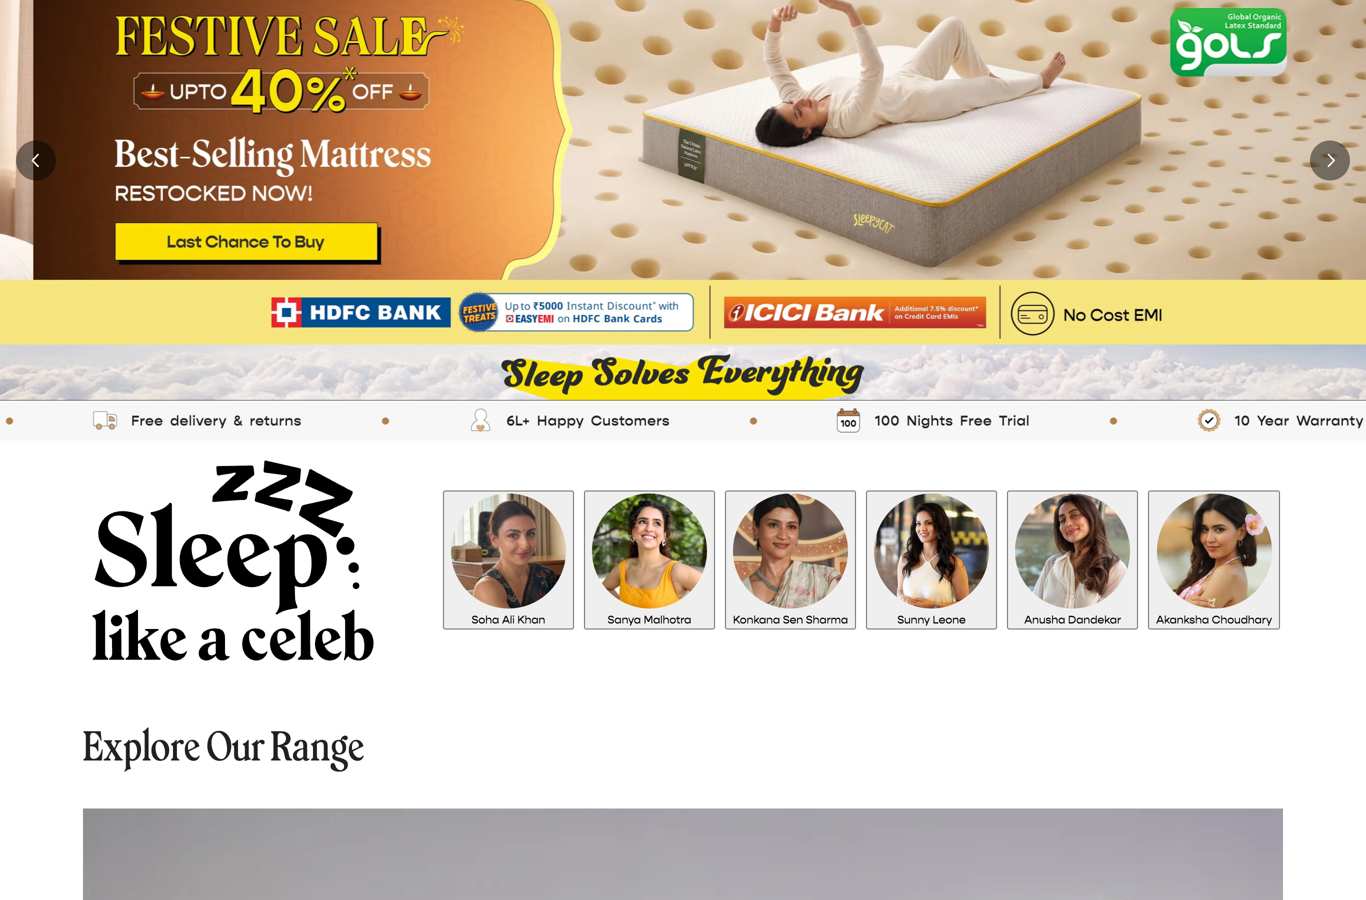 FESTIVE SALE
UPTO 40%* OFF
Best-Selling Mattress
RESTOCKED NOW!
Last Chance To Buy
Global Organic
Latex Standard
gols
SLEEPYCAT
HDFC BANK
FESTIVE
TREATS
Up to ₹5000 Instant Discount* with
EASYEMI on HDFC Bank Cards
ICICI Bank
Additional 7.5% discount*
on Credit Card EMIs
No Cost EMI
Sleep Solves Everything
Free delivery & returns
6L+ Happy Customers
100
100 Nights Free Trial
10 Year Warranty
zzz
Sleep
like a celeb
Soha Ali Khan
Sanya Malhotra
Konkana Sen Sharma
Sunny Leone
Anusha Dandekar
Akanksha Choudhary
Explore Our Range